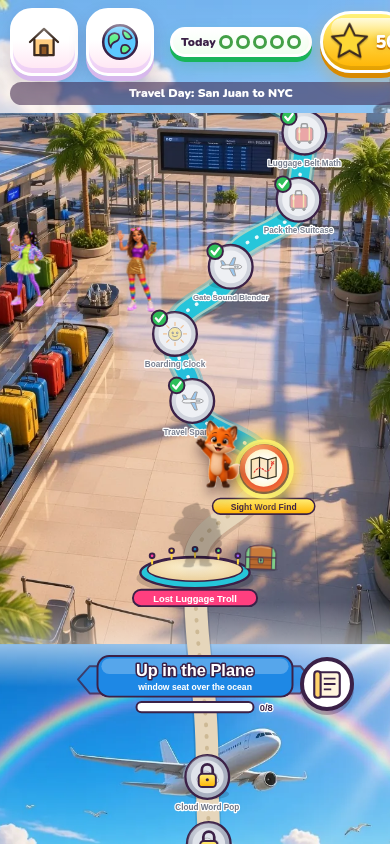 Today
Travel Day: San Juan to NYC
Luggage Belt Math
Pack the Suitcase
Gate Sound Blender
Boarding Clock
Travel Spa
Sight Word Find
Lost Luggage Troll
Up in the Plane
window seat over the ocean
0/8
Cloud Word Pop